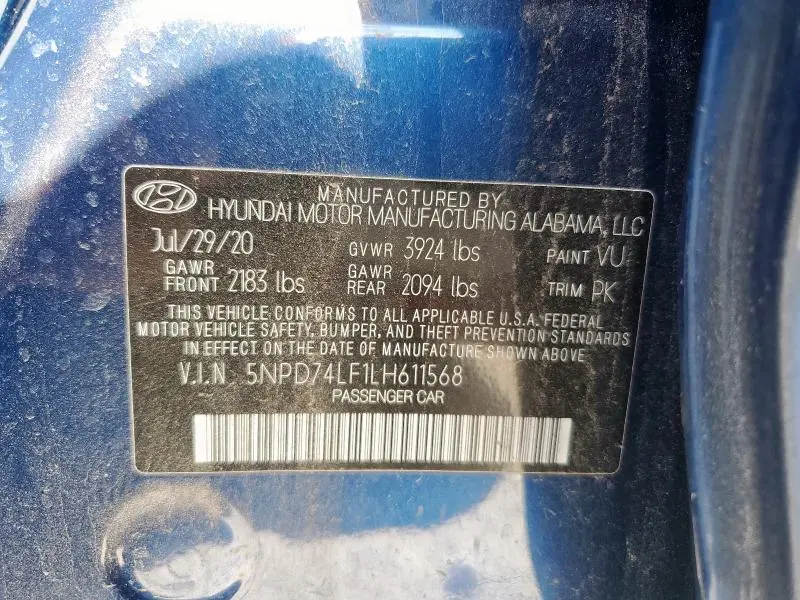 MANUFACTURED BY
HYUNDAI MOTOR MANUFACTURING ALABAMA, LLC
Jul/29/20 GVWR 3924 lbs PAINT VU
GAWR FRONT 2183 lbs GAWR REAR 2094 lbs TRIM PK
THIS VEHICLE CONFORMS TO ALL APPLICABLE U.S.A. FEDERAL
MOTOR VEHICLE SAFETY, BUMPER, AND THEFT PREVENTION STANDARDS
IN EFFECT ON THE DATE OF MANUFACTURE SHOWN ABOVE.
V.I.N 5NPD74LF1LH611568
PASSENGER CAR